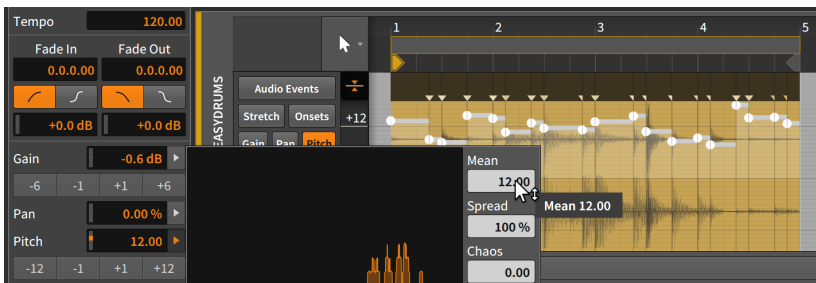 Tempo 120.00
Fade In Fade Out
0.0.0.00 0.0.0.00
+0.0 dB +0.0 dB
Gain -0.6 dB
-6 -1 +1 +6
Pan 0.00 %
Pitch 12.00
-12 -1 +1 +12
EASYDRUMS
Audio Events
Stretch Onsets
Gain Pan Pitch
+12
1 2 3 4 5
Mean
12.00
Mean 12.00
Spread
100 %
Chaos
0.00